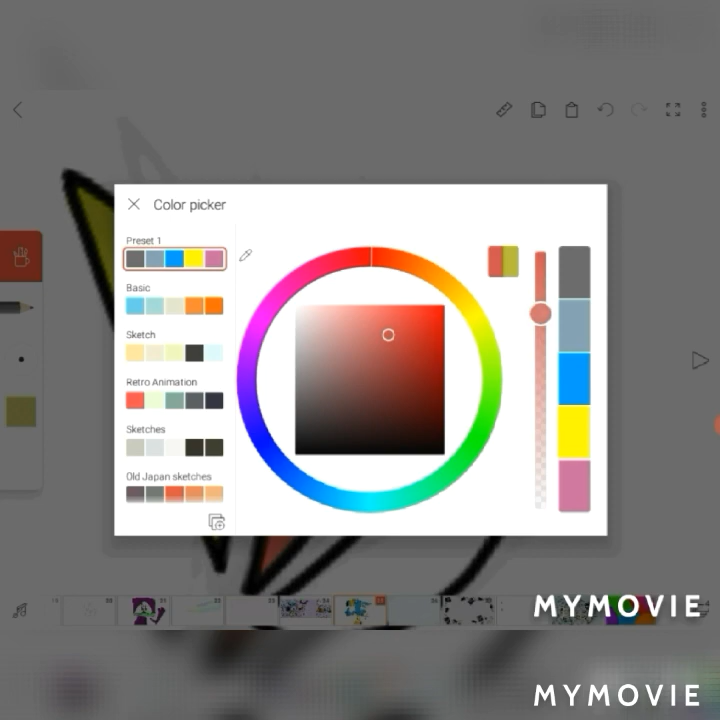 Color picker
Preset 1
Basic
Sketch
Retro Animation
Sketches
Old Japan sketches
MYMOVIE
MYMOVIE